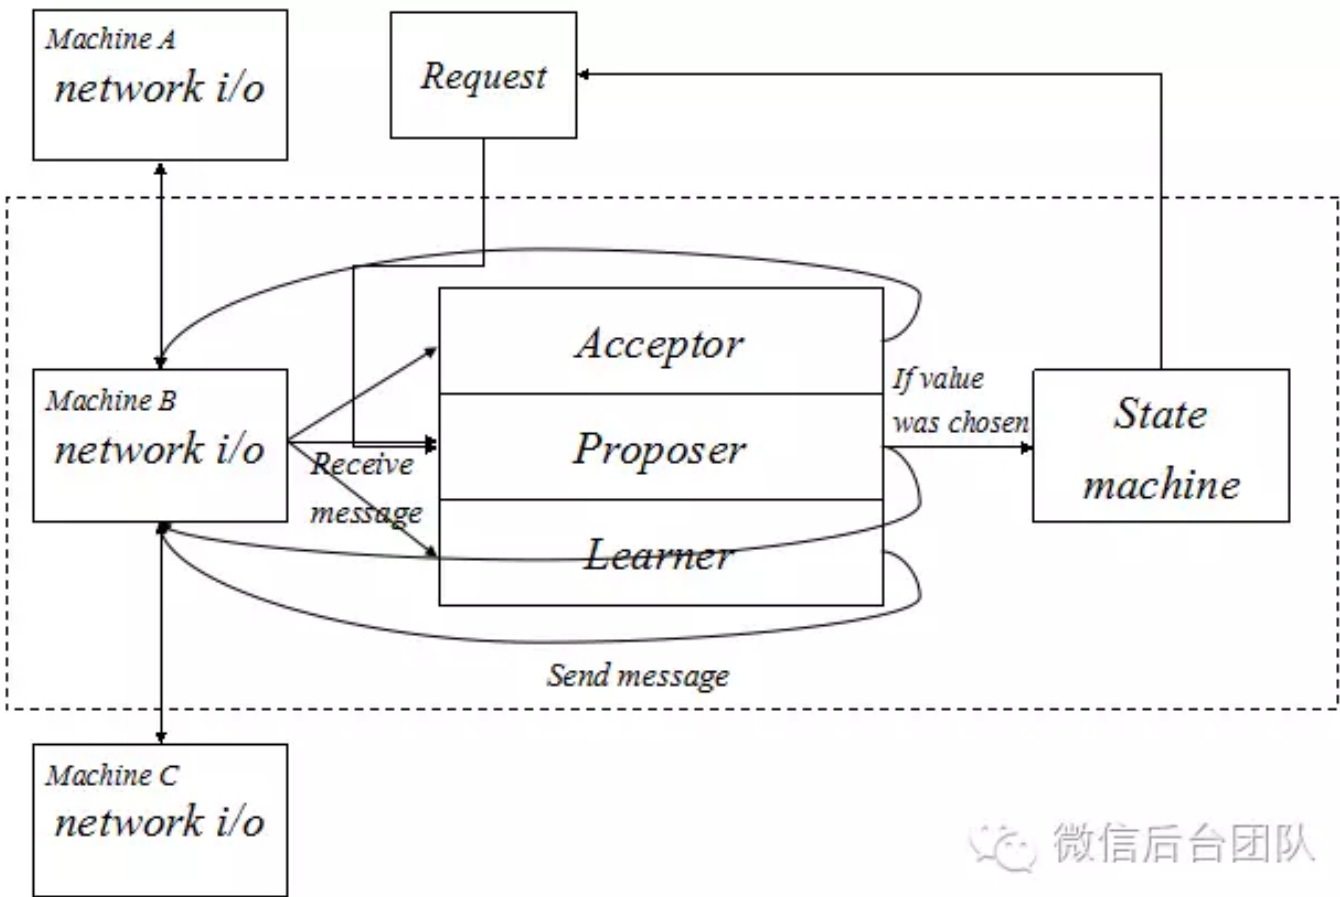 Machine A
network i/o
Request
Acceptor
If value
was chosen
Machine B
network i/o
Proposer
State
machine
Receive
message
Learner
Send message
Machine C
network i/o
微信后台团队